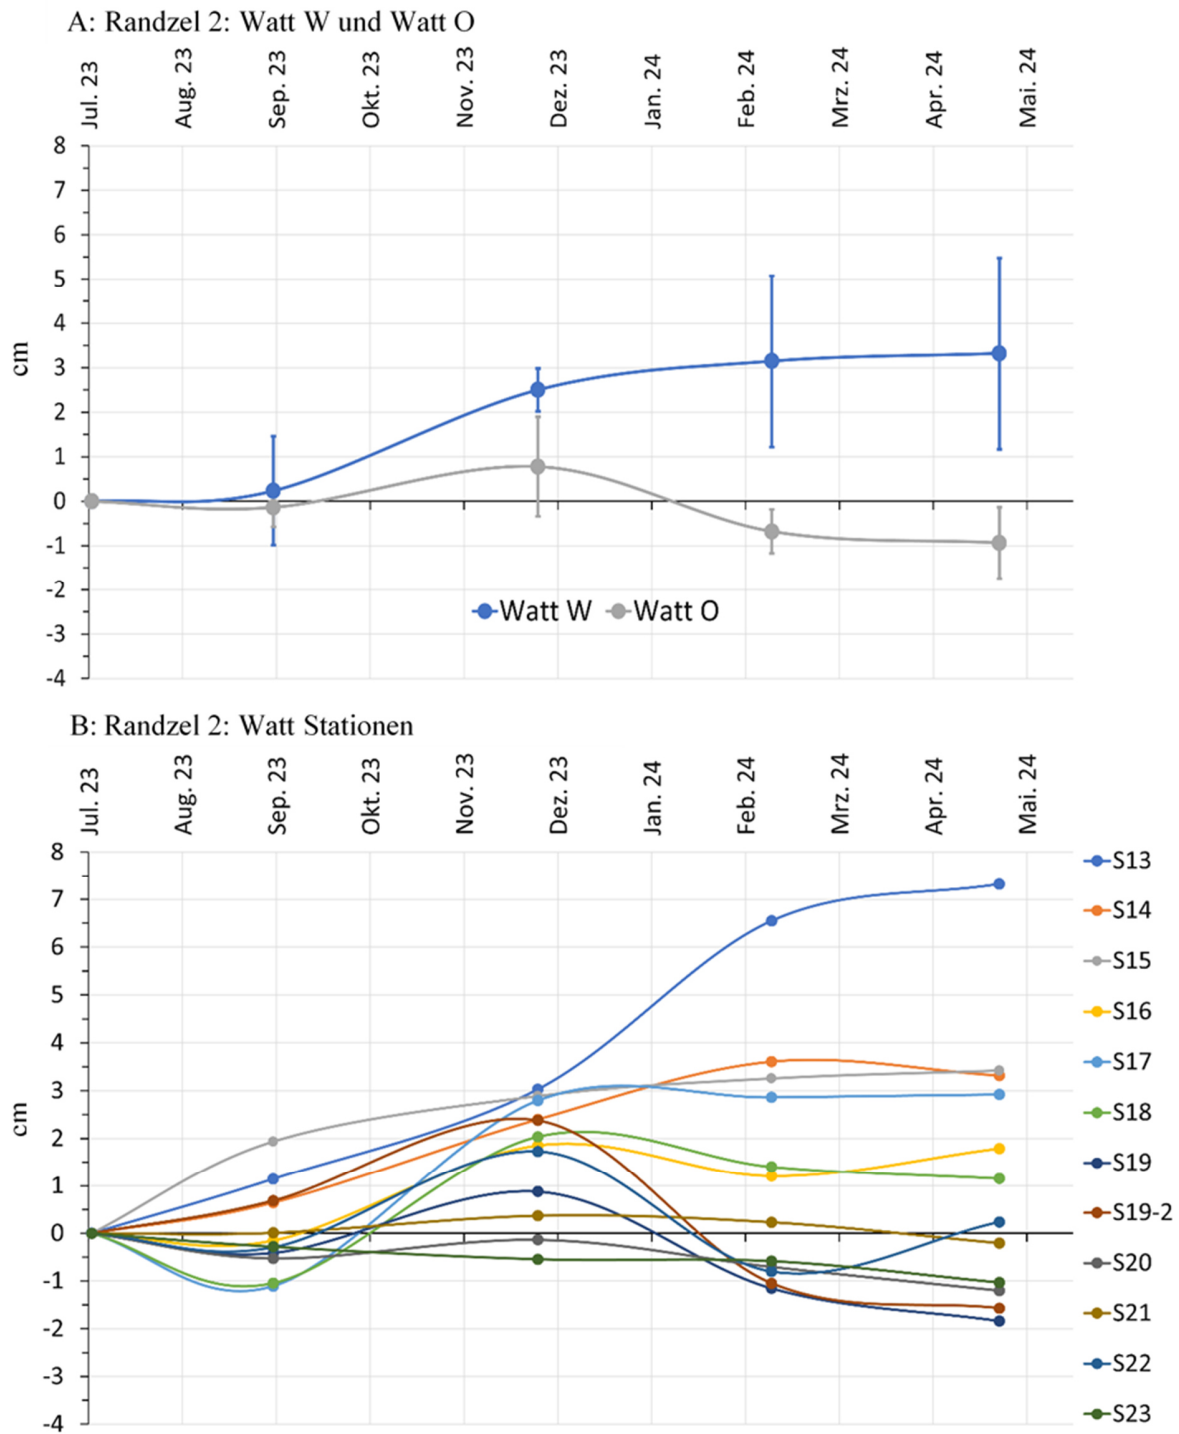 A: Randzel 2: Watt W und Watt O
Jul. 23 Aug. 23 Sep. 23 Okt. 23 Nov. 23 Dez. 23 Jan. 24 Feb. 24 Mrz. 24 Apr. 24 Mai. 24
8
7
6
5
4
3
2
1
0
-1
-2
-3
-4
cm
Watt W Watt O
B: Randzel 2: Watt Stationen
Jul. 23 Aug. 23 Sep. 23 Okt. 23 Nov. 23 Dez. 23 Jan. 24 Feb. 24 Mrz. 24 Apr. 24 Mai. 24
8
7
6
5
4
3
2
1
0
-1
-2
-3
-4
cm
S13
S14
S15
S16
S17
S18
S19
S19-2
S20
S21
S22
S23